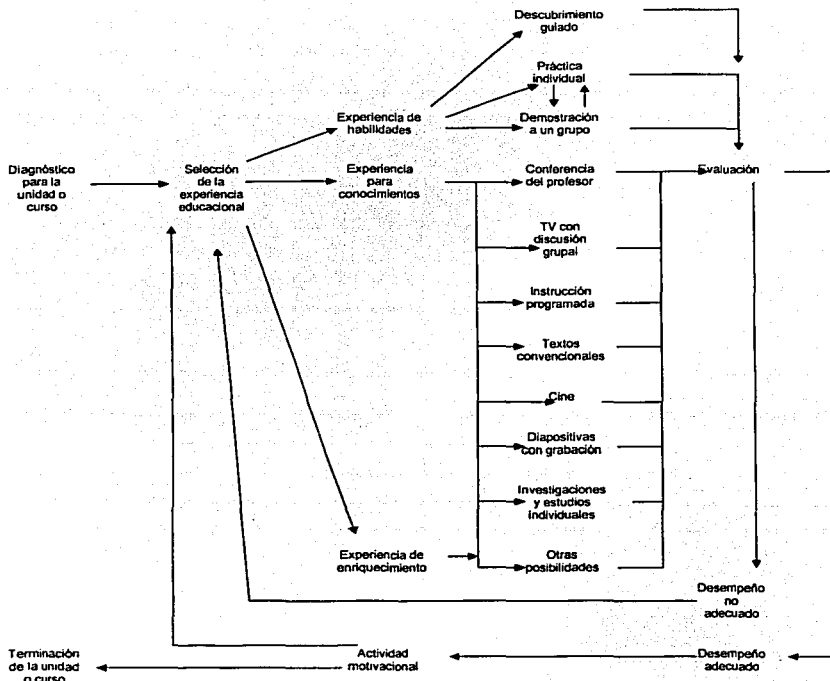 Descubrimiento
guiado
Práctica
individual
Experiencia de
habilidades
Demostración
a un grupo
Diagnóstico
para la
unidad o
curso
Selección
de la
experiencia
educacional
Experiencia
para
conocimientos
Conferencia
del profesor
Evaluación
TV con
discusión
grupal
Instrucción
programada
Textos
convencionales
Cine
Diapositivas
con grabación
Investigaciones
y estudios
individuales
Experiencia de
enriquecimiento
Otras
posibilidades
Desempeño
no
adecuado
Terminación
de la unidad
o curso
Actividad
motivacional
Desempeño
adecuado